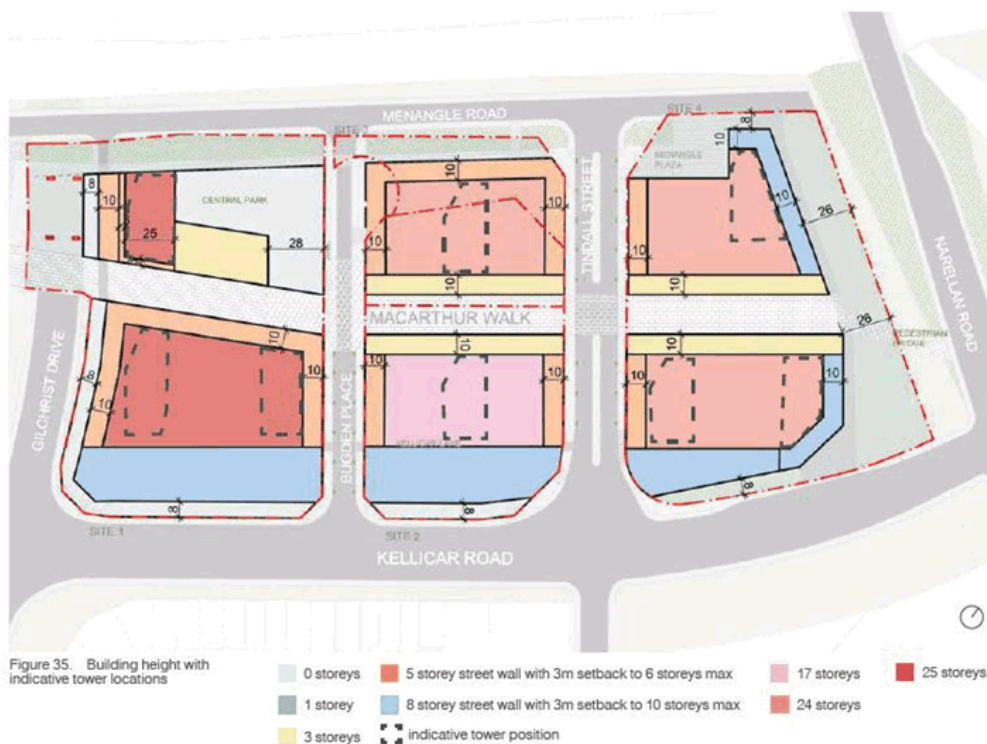 MENANGLE ROAD
SITE 4
SITE 3
MENANGLE
PLAZA
8
10
10
8
10
CENTRAL PARK
25
28
10
10
10
TINDALL STREET
10
10
26
NARELLAN ROAD
10
10
MACARTHUR WALK
26
PEDESTRIAN
BRIDGE
GILCHRIST DRIVE
8
10
10
10
BUGDEN PLACE
10
10
10
10
10
10
8
8
8
SITE 1
SITE 2
KELLICAR ROAD
Figure 35. Building height with
indicative tower locations
0 storeys
5 storey street wall with 3m setback to 6 storeys max
17 storeys
25 storeys
1 storey
8 storey street wall with 3m setback to 10 storeys max
24 storeys
3 storeys
indicative tower position